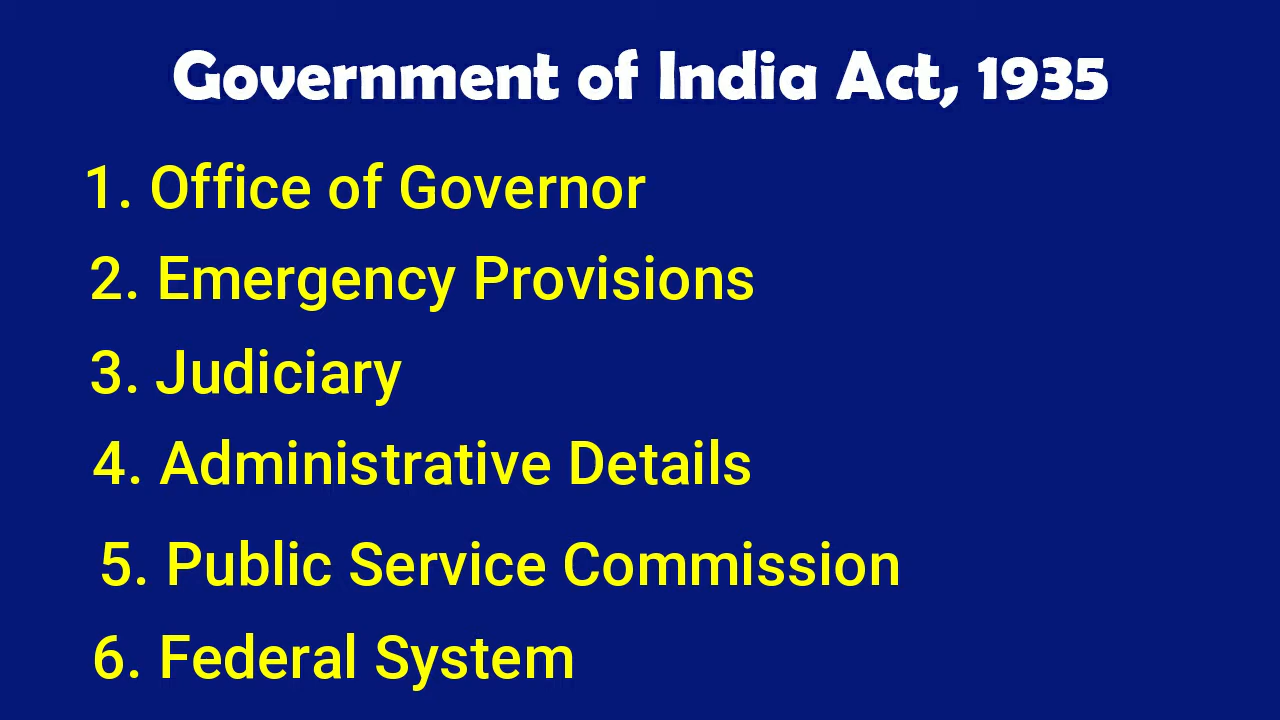 Government of India Act, 1935
1. Office of Governor
2. Emergency Provisions
3. Judiciary
4. Administrative Details
5. Public Service Commission
6. Federal System